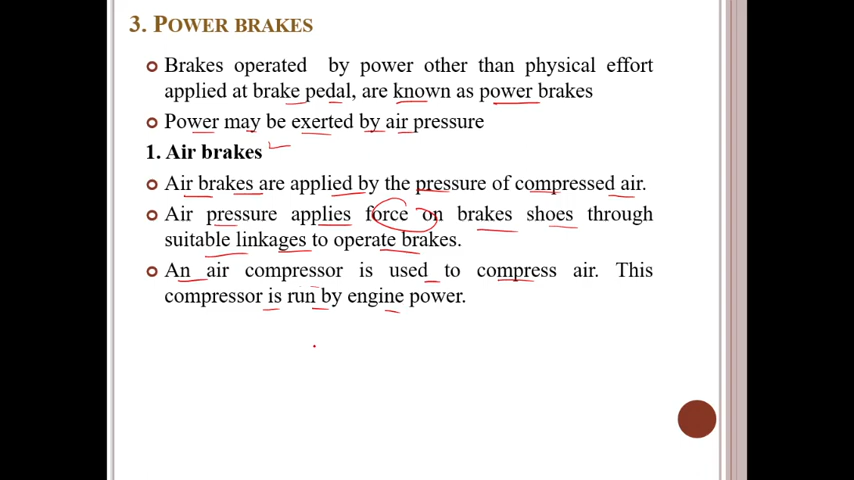 3. POWER BRAKES
Brakes operated by power other than physical effort
applied at brake pedal, are known as power brakes
Power may be exerted by air pressure
1. Air brakes
Air brakes are applied by the pressure of compressed air.
Air pressure applies force on brakes shoes through
suitable linkages to operate brakes.
An air compressor is used to compress air. This
compressor is run by engine power.